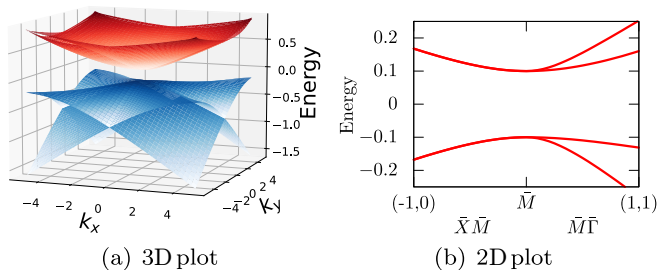 0.5
0.0
−0.5
−1.0
−1.5
Energy
−4 −2 0 2 4
k_x
−4 −2 0 2 4
k_y
(a) 3D plot
0.2
0.1
0
−0.1
−0.2
Energy
(-1,0) M̄ (1,1)
X̄M̄ M̄Γ̄
(b) 2D plot